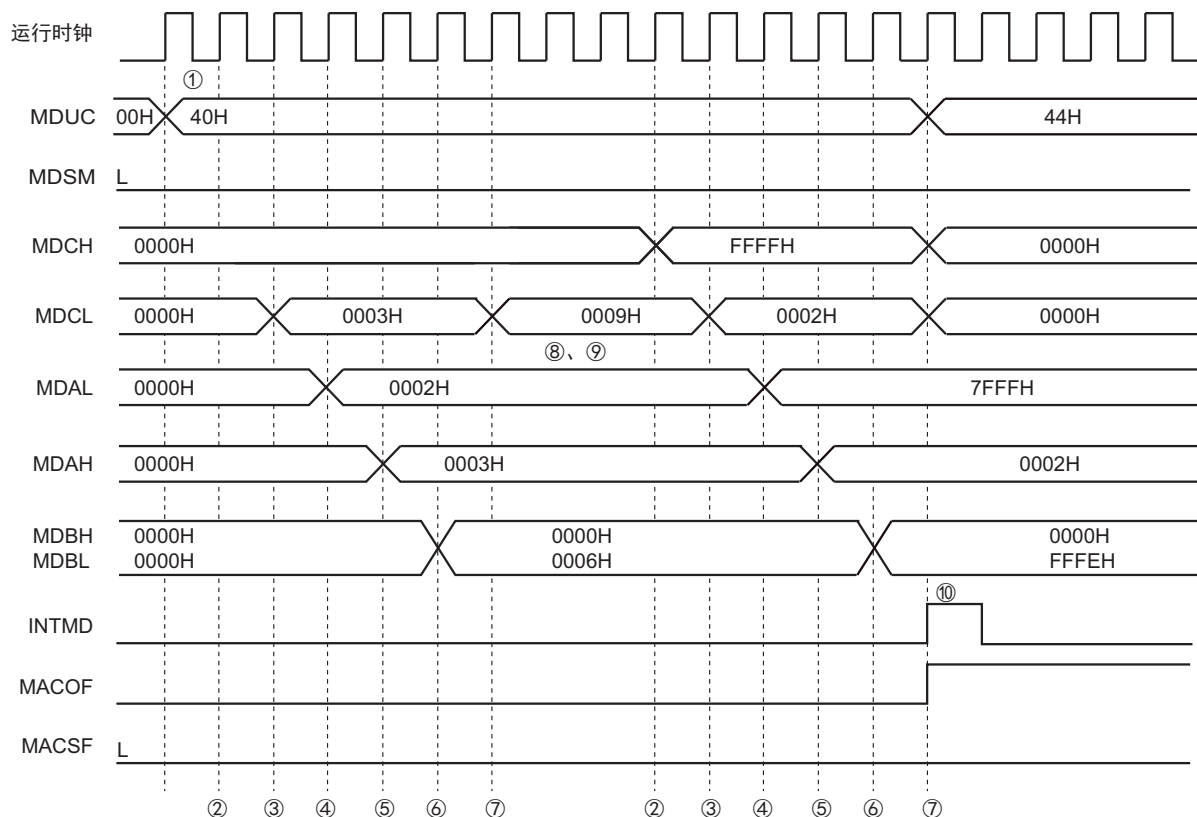 运行时钟
①
MDUC 00H 40H 44H
MDSM L
MDCH 0000H FFFFH 0000H
MDCL 0000H 0003H 0009H 0002H 0000H
⑧、⑨
MDAL 0000H 0002H 7FFFH
MDAH 0000H 0003H 0002H
MDBH 0000H 0000H 0000H
MDBL 0000H 0006H FFFEH
⑩
INTMD
MACOF
MACSF L
② ③ ④ ⑤ ⑥ ⑦ ② ③ ④ ⑤ ⑥ ⑦